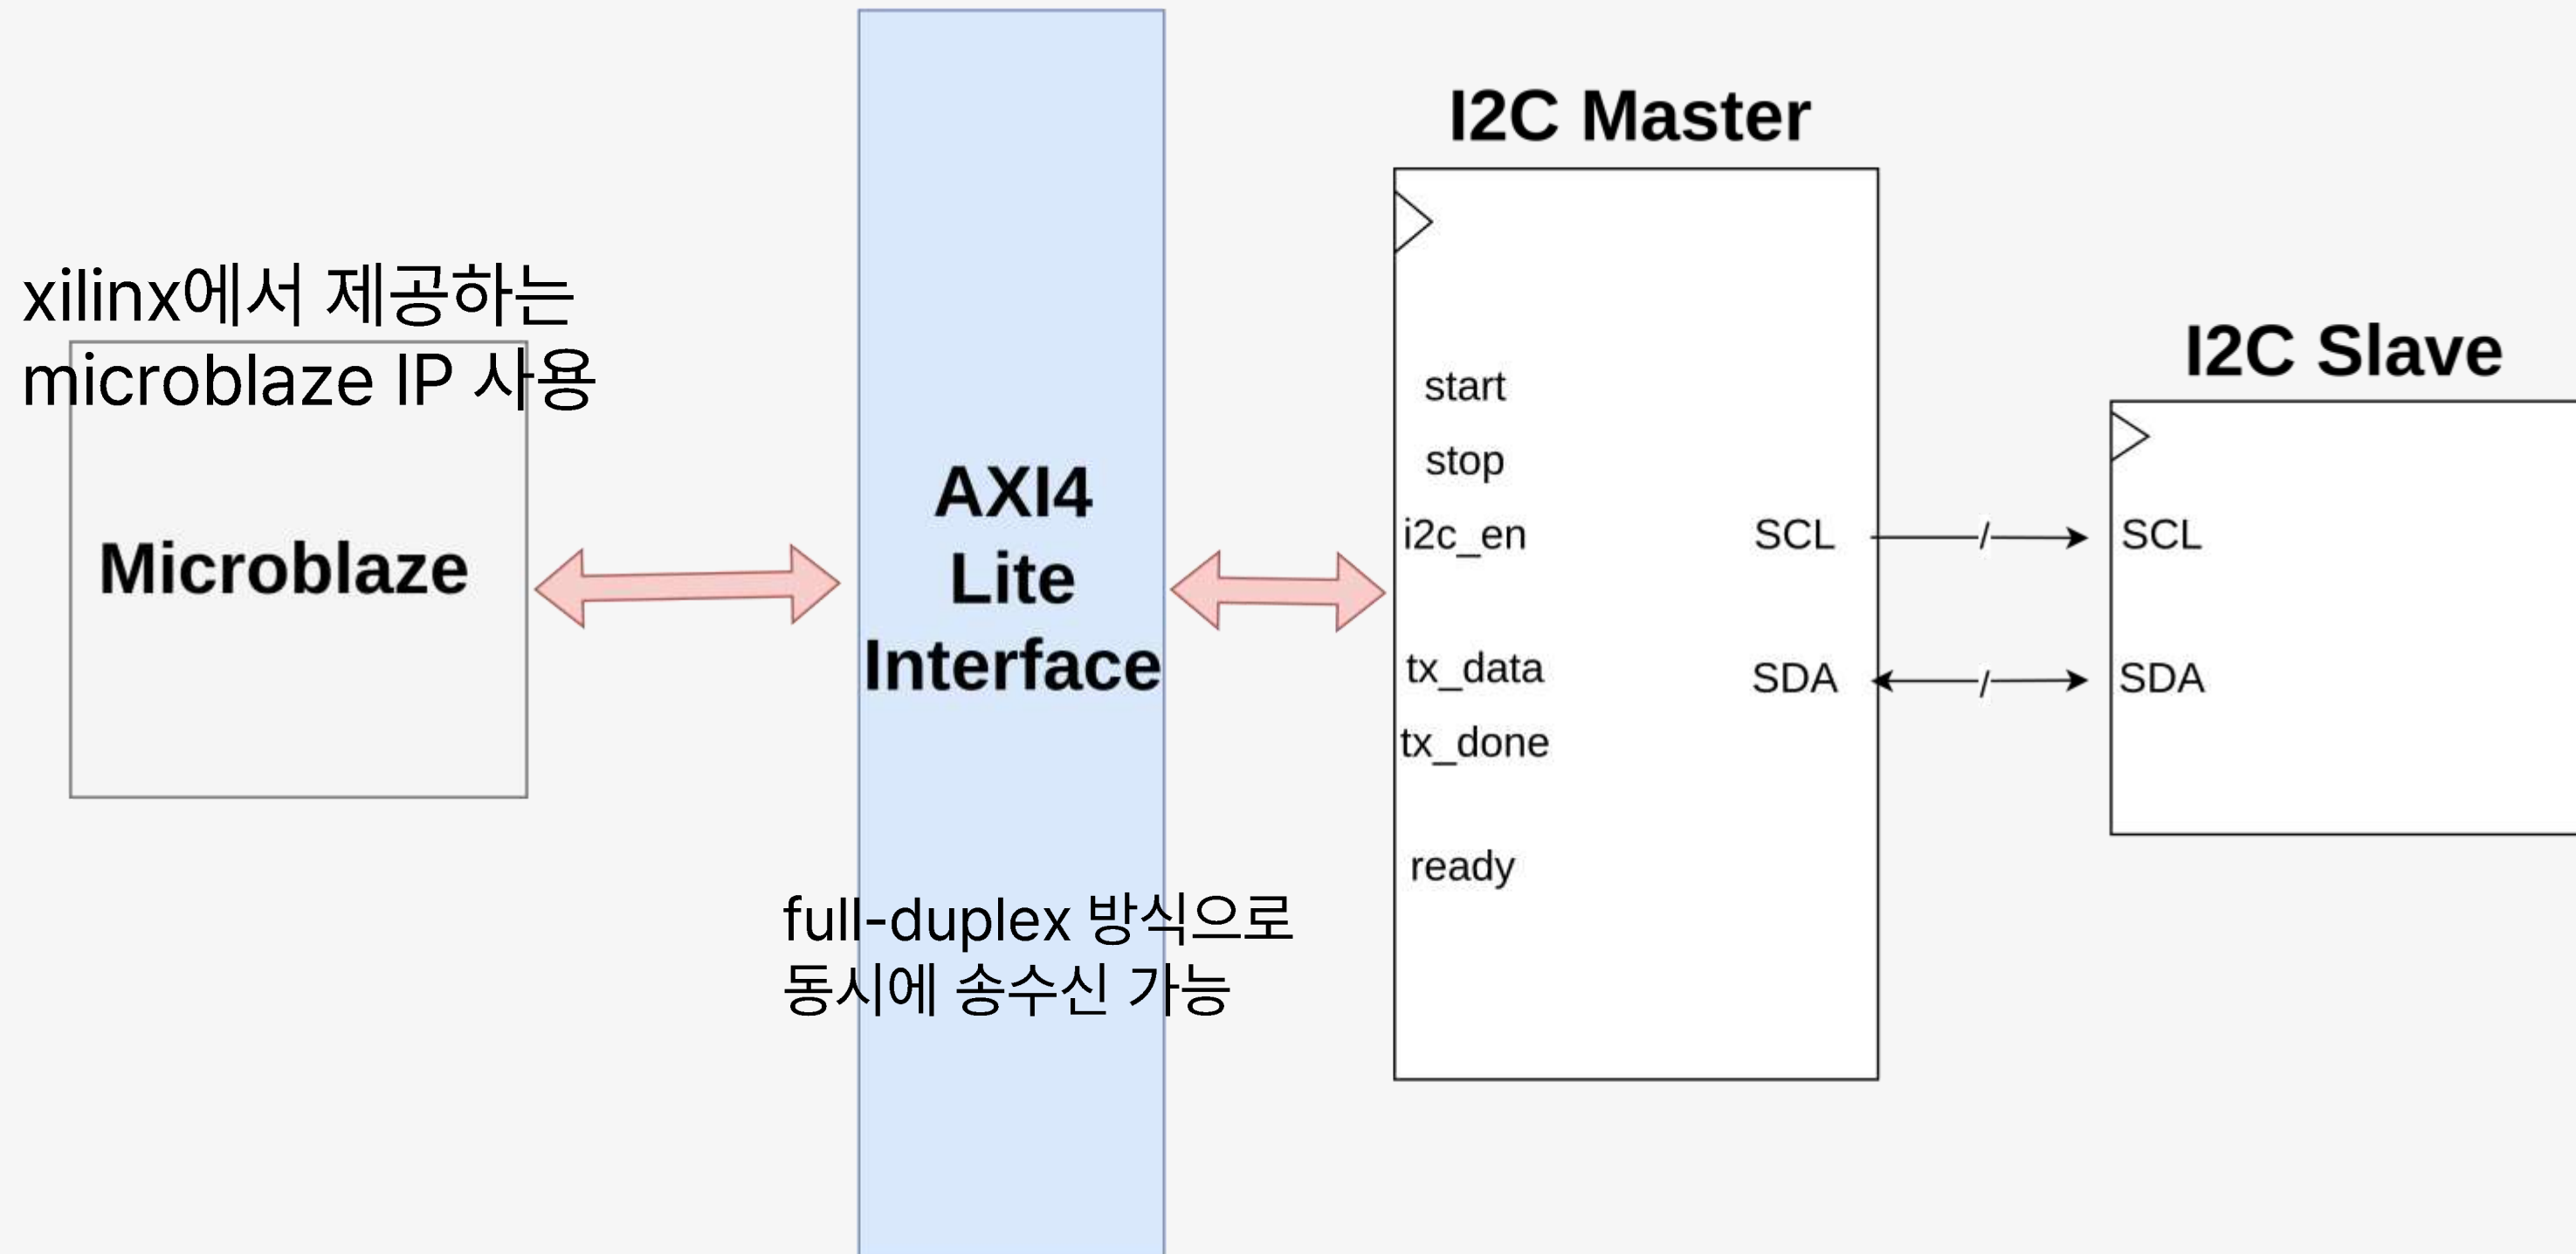 xilinx에서 제공하는
microblaze IP 사용
Microblaze
AXI4
Lite
Interface
full-duplex 방식으로
동시에 송수신 가능
I2C Master
start
stop
i2c_en
tx_data
tx_done
ready
SCL
SDA
/
/
I2C Slave
SCL
SDA